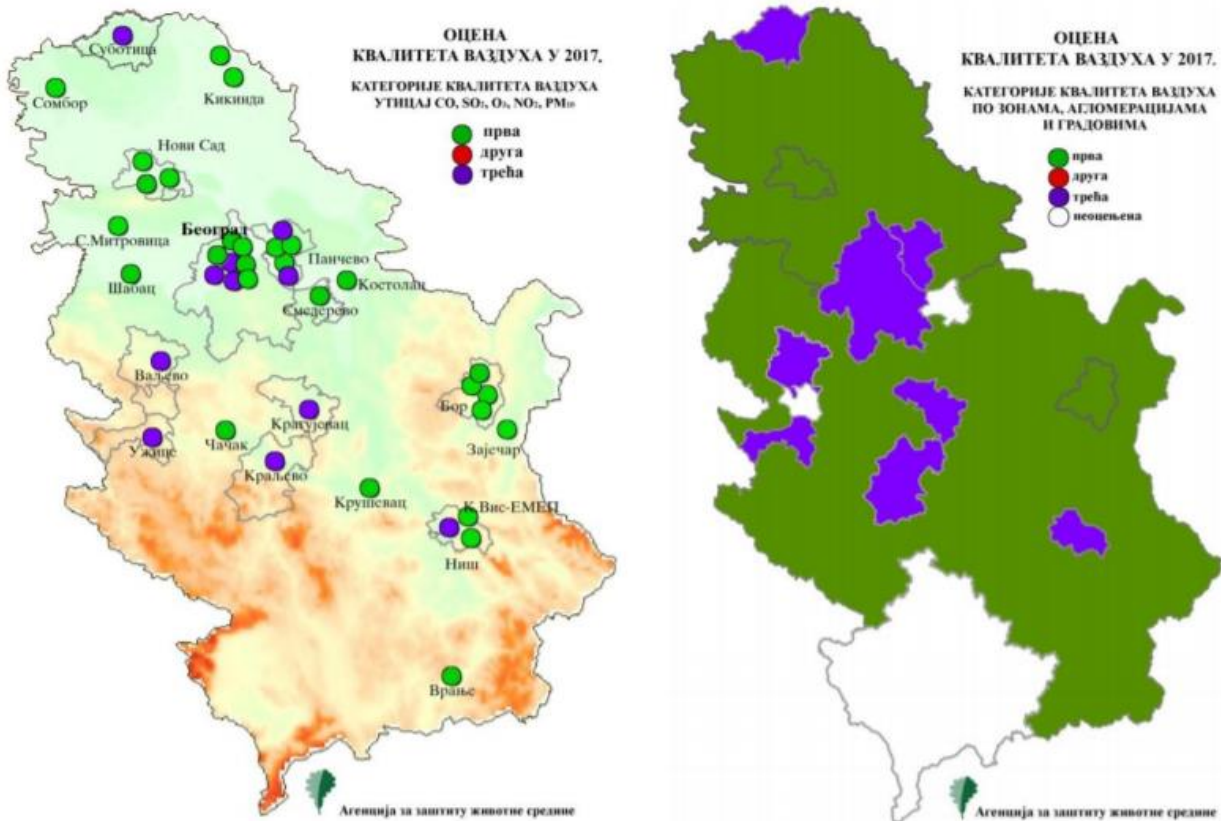 ОЦЕНА
КВАЛИТЕТА ВАЗДУХА У 2017.
КАТЕГОРИЈЕ КВАЛИТЕТА ВАЗДУХА
УТИЦАЈ CO, SO₂, O₃, NO₂, PM₁₀
прва
друга
трећа
Суботица
Сомбор
Кикинда
Нови Сад
С.Митровица
Београд
Панчево
Шабац
Костолац
Смедерево
Ваљево
Крагујевац
Бор
Ужице
Чачак
Зајечар
Краљево
Крушевац
К.Вис-ЕМЕП
Ниш
Врање
Агенција за заштиту животне средине
ОЦЕНА
КВАЛИТЕТА ВАЗДУХА У 2017.
КАТЕГОРИЈЕ КВАЛИТЕТА ВАЗДУХА
ПО ЗОНАМА, АГЛОМЕРАЦИЈАМА
И ГРАДОВИМА
прва
друга
трећа
неоцењена
Агенција за заштиту животне средине